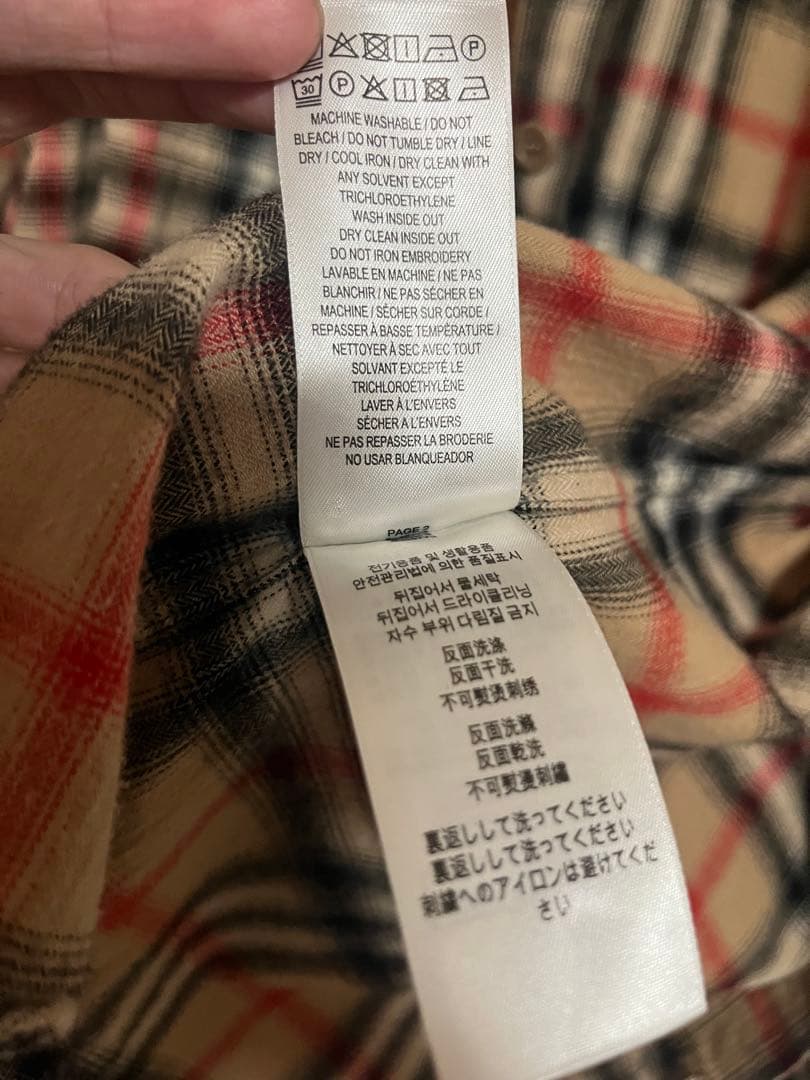 30
MACHINE WASHABLE / DO NOT
BLEACH / DO NOT TUMBLE DRY / LINE
DRY / COOL IRON / DRY CLEAN WITH
ANY SOLVENT EXCEPT
TRICHLOROETHYLENE
WASH INSIDE OUT
DRY CLEAN INSIDE OUT
DO NOT IRON EMBROIDERY
LAVABLE EN MACHINE / NE PAS
BLANCHIR / NE PAS SÉCHER EN
MACHINE / SÉCHER SUR CORDE /
REPASSER À BASSE TEMPÉRATURE /
NETTOYER À SEC AVEC TOUT
SOLVANT EXCEPTÉ LE
TRICHLOROÉTHYLÈNE
LAVER À L'ENVERS
SÉCHER À L'ENVERS
NE PAS REPASSER LA BRODERIE
NO USAR BLANQUEADOR
PAGE 2
전기용품 및 생활용품
안전관리법에 의한 품질표시
뒤집어서 물세탁
뒤집어서 드라이클리닝
자수 부위 다림질 금지
反面洗涤
反面干洗
不可熨烫刺绣
反面洗滌
反面乾洗
不可熨燙刺繡
裏返しして洗ってください
裏返しして洗ってください
刺繍へのアイロンは避けてくだ
さい